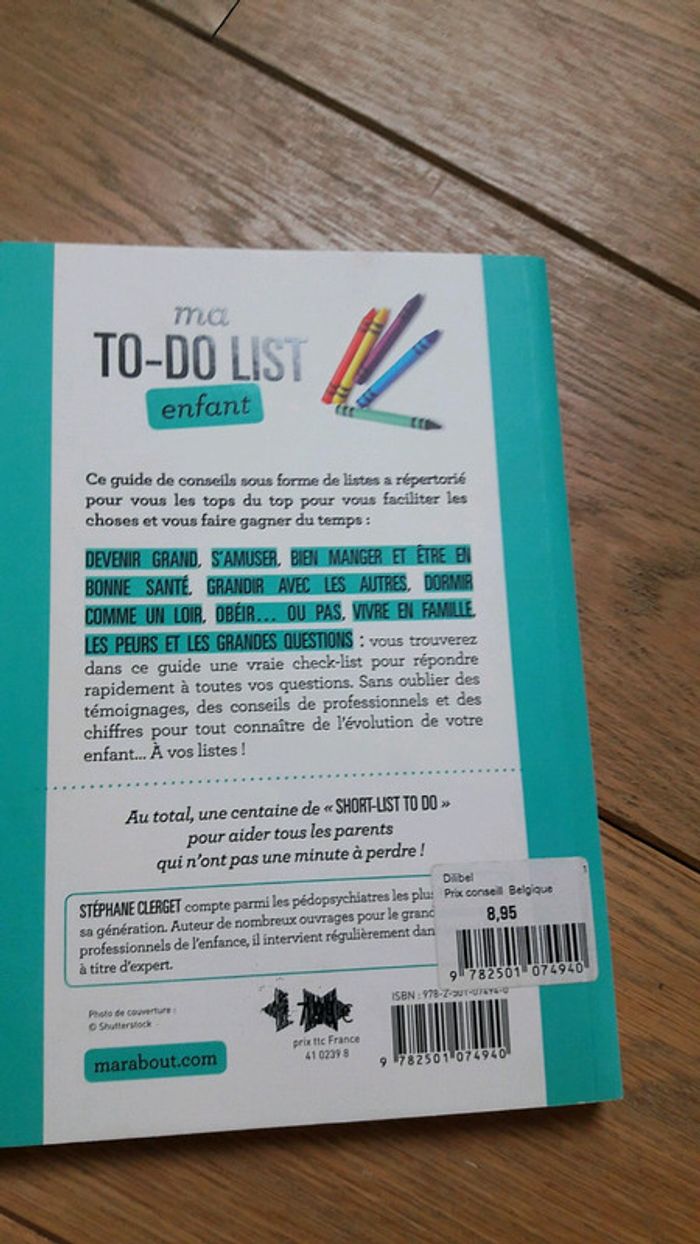 ma
TO-DO LIST
enfant
Ce guide de conseils sous forme de listes a répertorié
pour vous les tops du top pour vous faciliter les
choses et vous faire gagner du temps :
DEVENIR GRAND, S'AMUSER, BIEN MANGER ET ÊTRE EN
BONNE SANTÉ, GRANDIR AVEC LES AUTRES, DORMIR
COMME UN LOIR, OBÉIR... OU PAS, VIVRE EN FAMILLE,
LES PEURS ET LES GRANDES QUESTIONS : vous trouverez
dans ce guide une vraie check-list pour répondre
rapidement à toutes vos questions. Sans oublier des
témoignages, des conseils de professionnels et des
chiffres pour tout connaître de l'évolution de votre
enfant... À vos listes !
Au total, une centaine de « SHORT-LIST TO DO »
pour aider tous les parents
qui n'ont pas une minute à perdre !
STÉPHANE CLERGET compte parmi les pédopsychiatres les plus
sa génération. Auteur de nombreux ouvrages pour le grand
professionnels de l'enfance, il intervient régulièrement dan
à titre d'expert.
Dilibel 1
Prix conseill Belgique
8,95
9 782501 074940
Photo de couverture :
© Shutterstock
marabout.com
prix ttc France
41 0239 8
ISBN : 978-2-501-07494-0
9 782501 074940